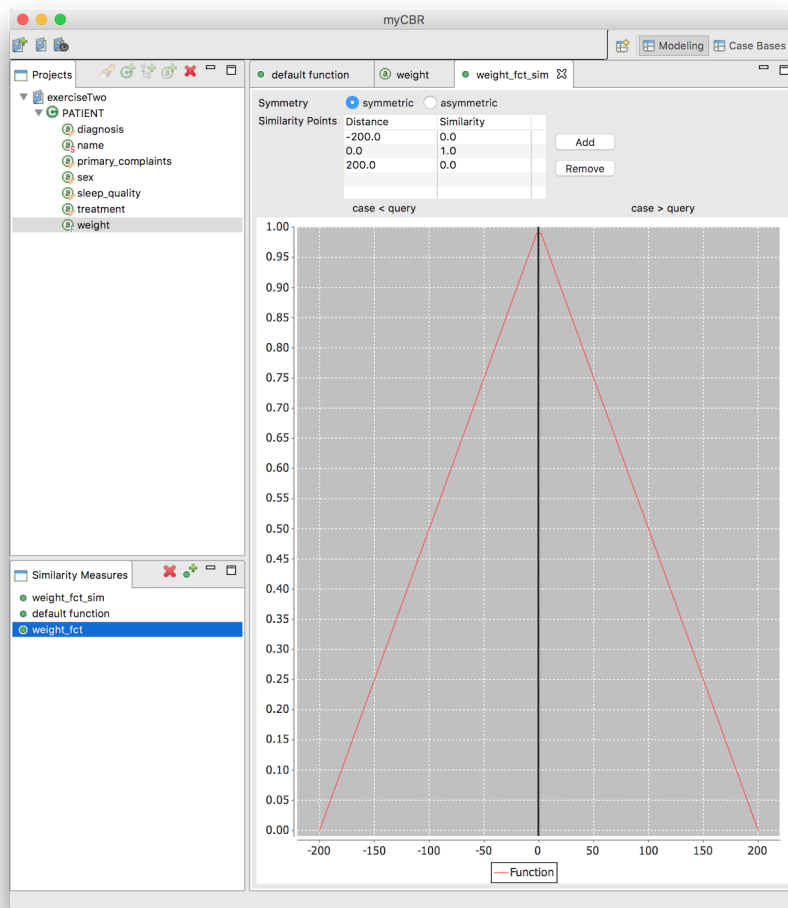 myCBR
Modeling Case Bases
Projects
exerciseTwo
PATIENT
diagnosis
name
primary_complaints
sex
sleep_quality
treatment
weight
Similarity Measures
weight_fct_sim
default function
weight_fct
default function weight weight_fct_sim
Symmetry symmetric asymmetric
Similarity Points Distance Similarity
-200.0 0.0
0.0 1.0
200.0 0.0
Add
Remove
case < query case > query
1.00
0.95
0.90
0.85
0.80
0.75
0.70
0.65
0.60
0.55
0.50
0.45
0.40
0.35
0.30
0.25
0.20
0.15
0.10
0.05
0.00
-200 -150 -100 -50 0 50 100 150 200
Function